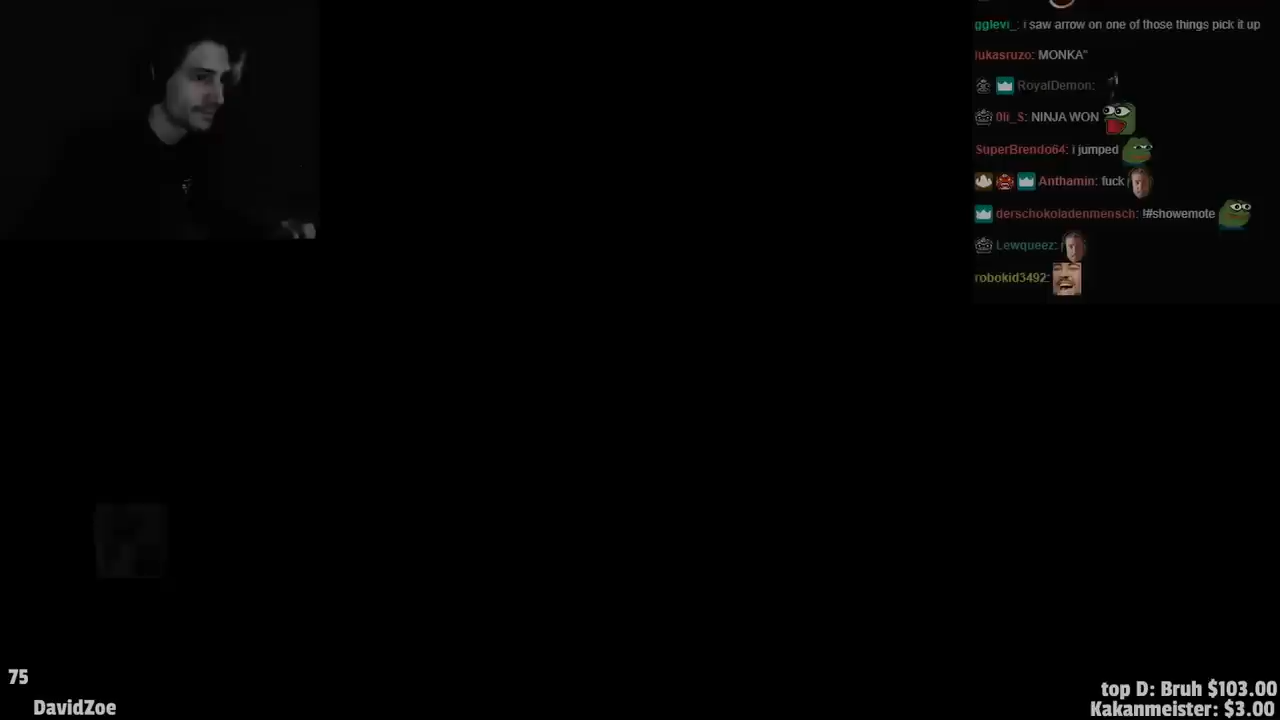 gglevi_: i saw arrow on one of those things pick it up
lukasruzo: MONKA"
RoyalDemon:
0li_S: NINJA WON
SuperBrendo64: i jumped
Anthamin: fuck
derschokoladenmensch: !#showemote
Lewqueez:
robokid3492:
75
DavidZoe
top D: Bruh $103.00
Kakanmeister: $3.00